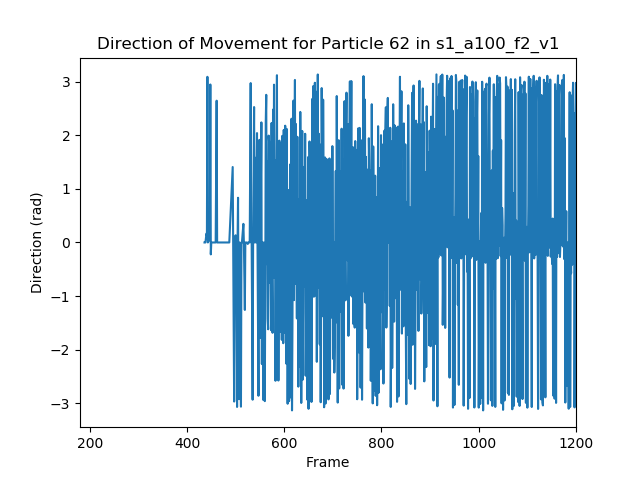 Direction of Movement for Particle 62 in s1_a100_f2_v1
3
2
1
0
−1
−2
−3
Direction (rad)
200 400 600 800 1000 1200
Frame